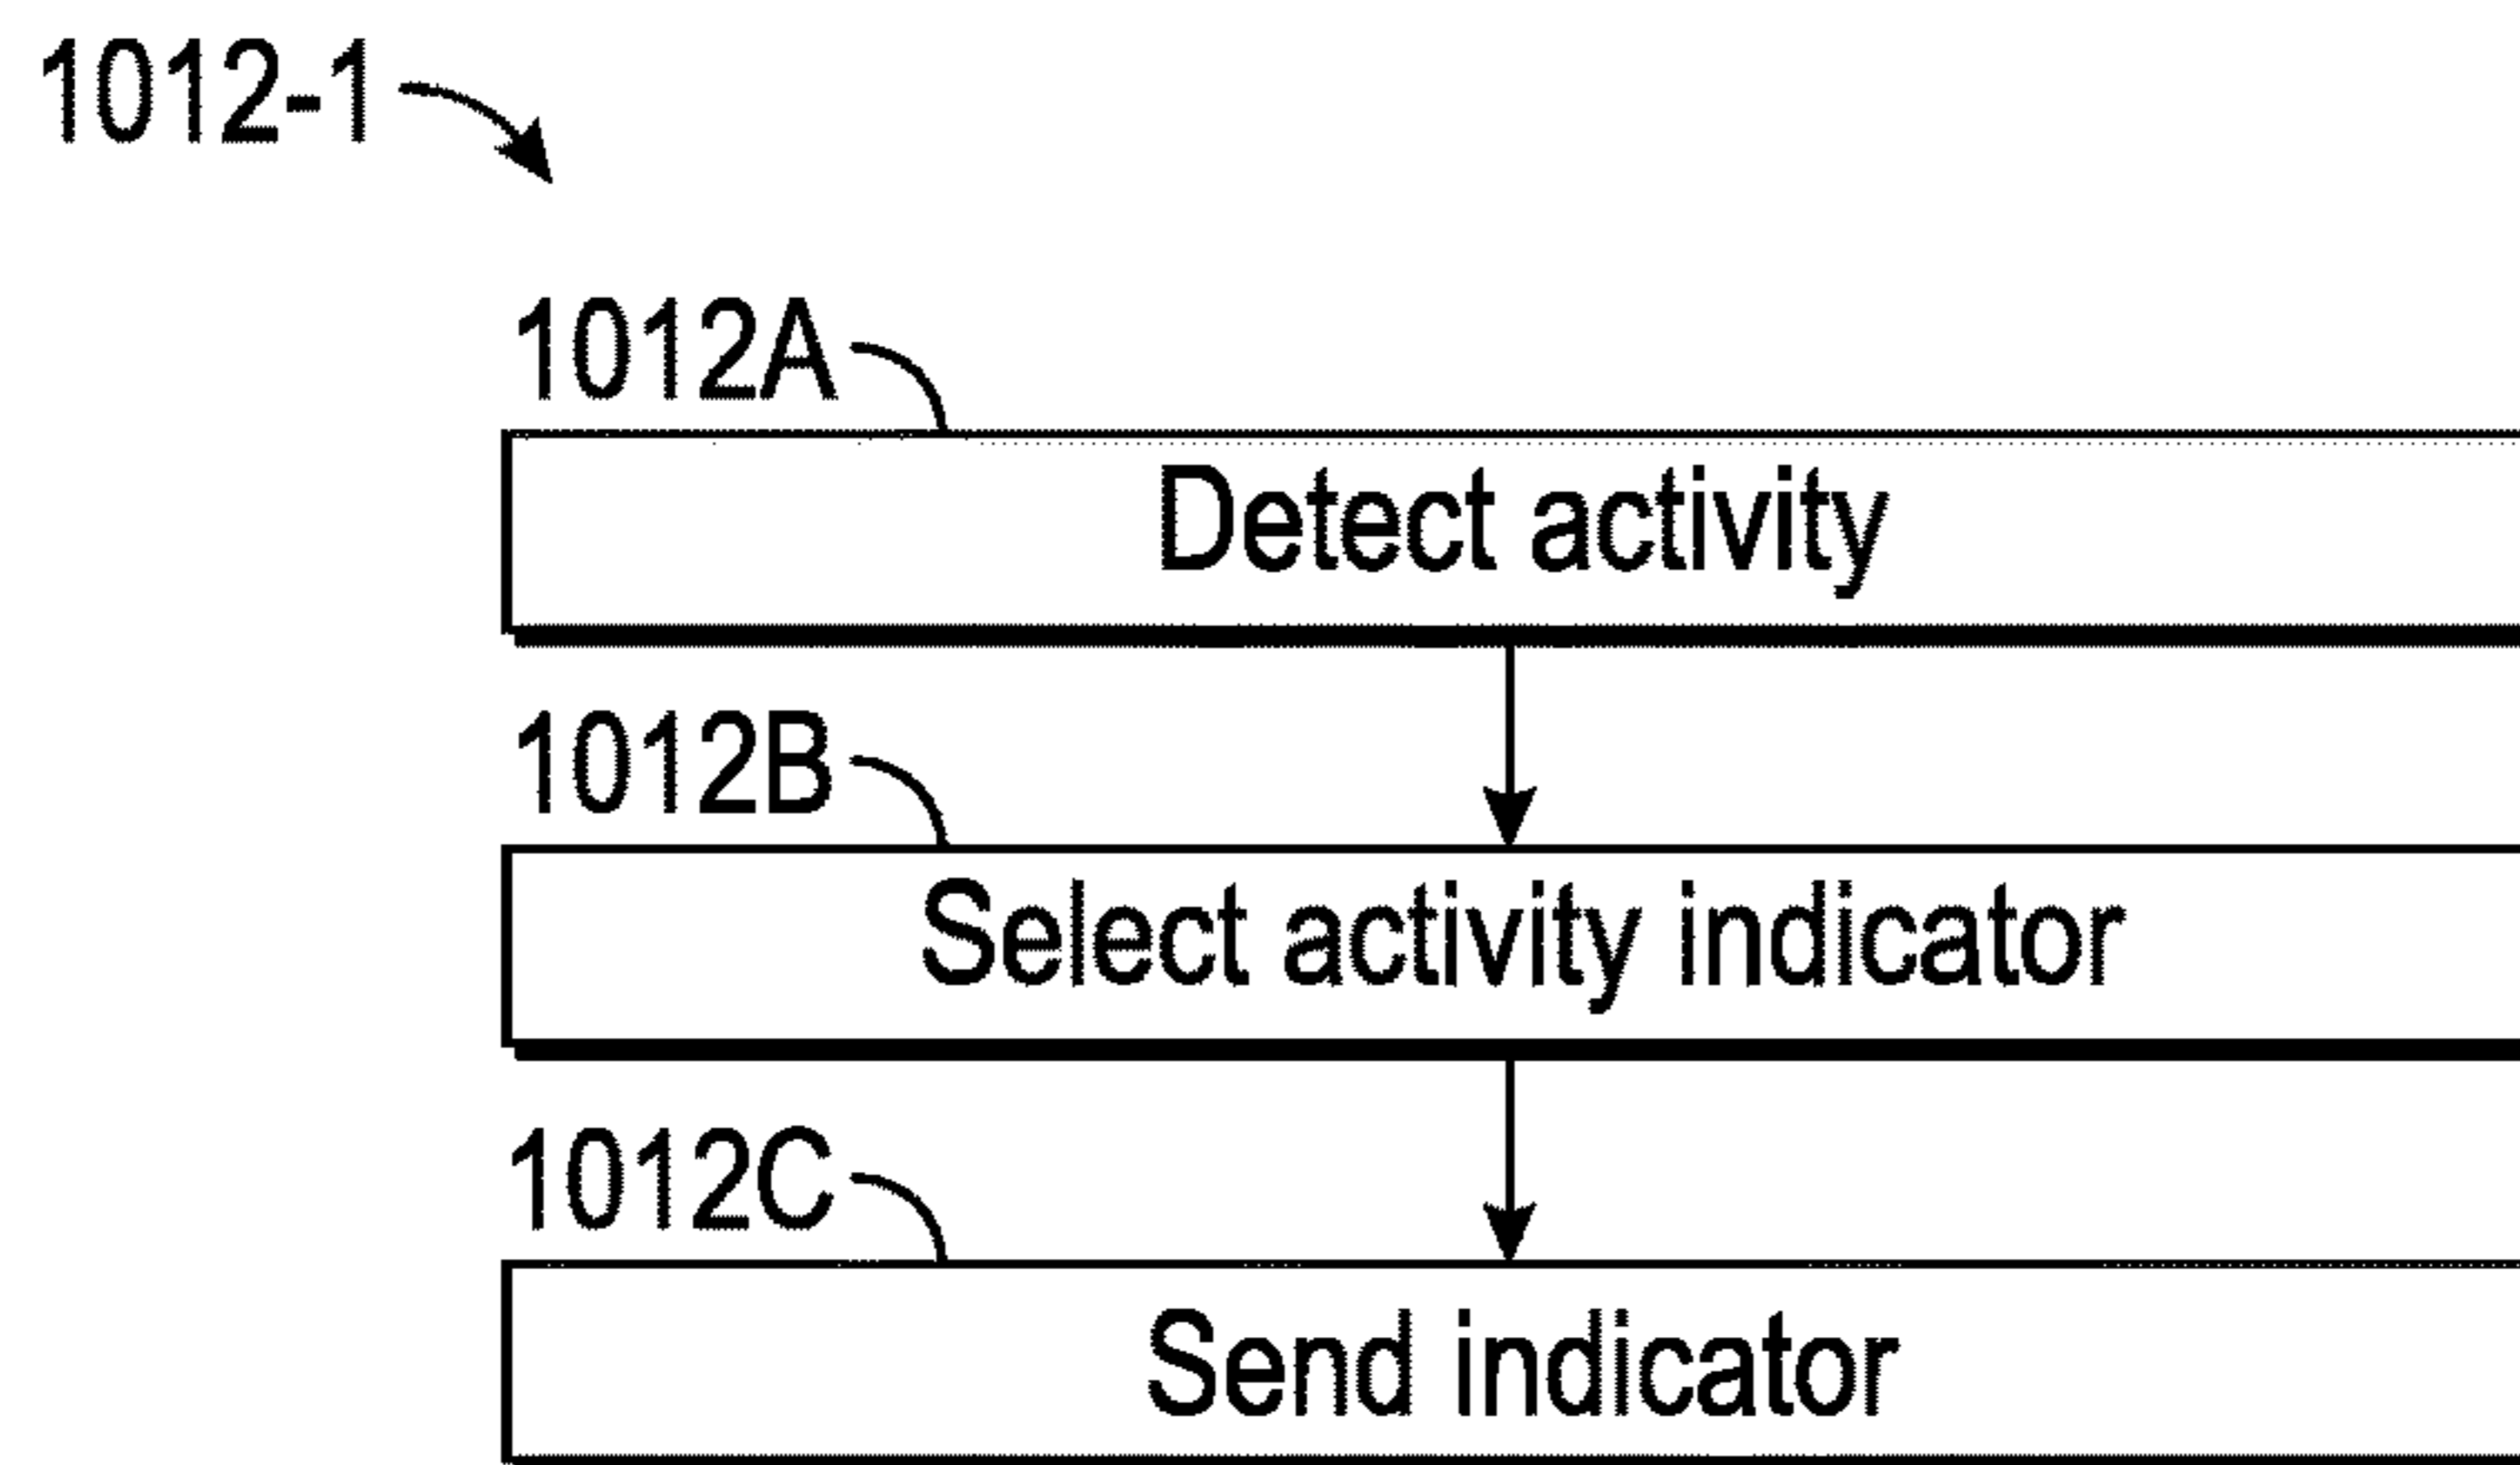 1012-1
1012A
Detect activity
1012B
Select activity indicator
1012C
Send indicator